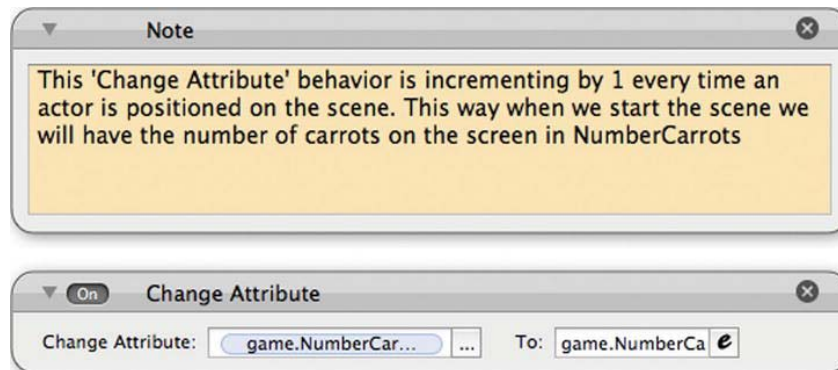 Note
This 'Change Attribute' behavior is incrementing by 1 every time an
actor is positioned on the scene. This way when we start the scene we
will have the number of carrots on the screen in NumberCarrots
On Change Attribute
Change Attribute: game.NumberCar... ... To: game.NumberCa e